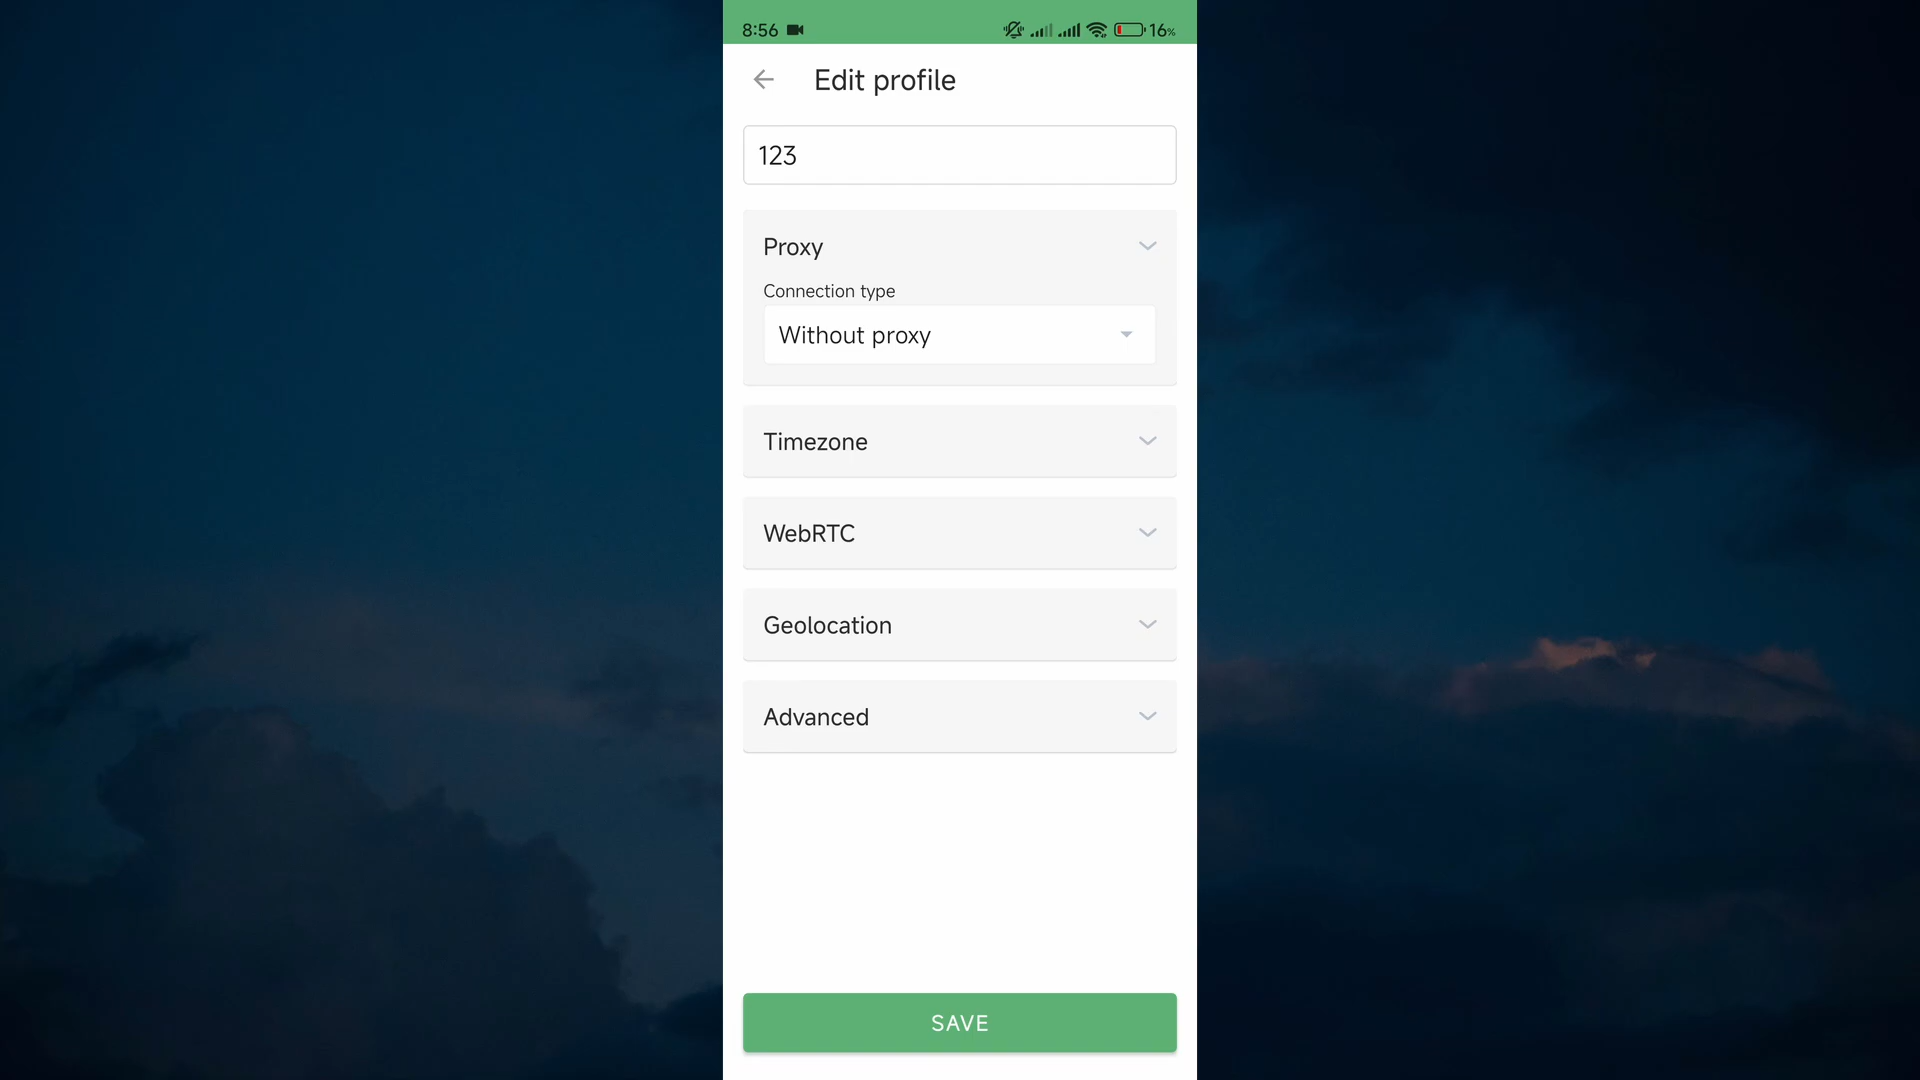 8:56 16%
Edit profile
123
Proxy
Connection type
Without proxy
Timezone
WebRTC
Geolocation
Advanced
SAVE